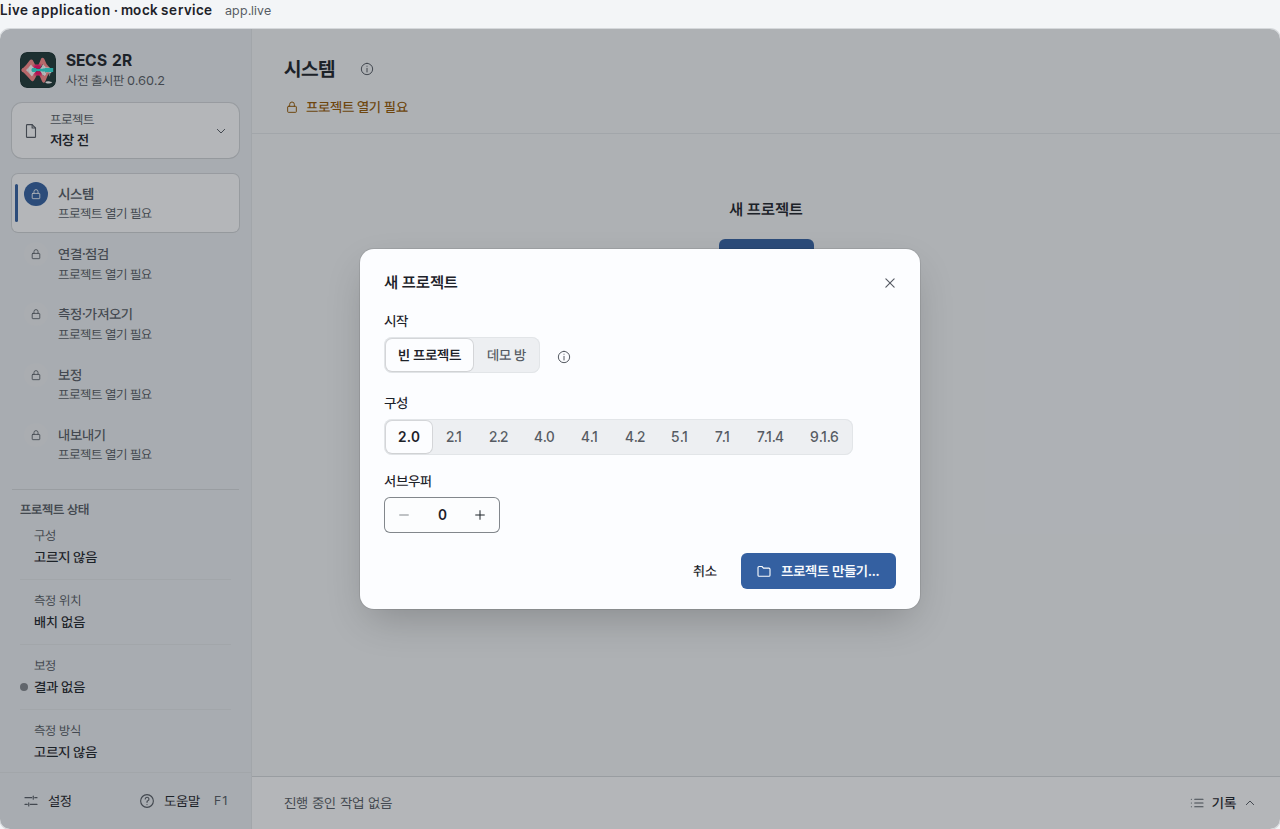 Live application · mock service app.live
SECS 2R
사전 출시판 0.60.2
프로젝트
저장 전
시스템
프로젝트 열기 필요
연결·점검
프로젝트 열기 필요
측정·가져오기
프로젝트 열기 필요
보정
프로젝트 열기 필요
내보내기
프로젝트 열기 필요
프로젝트 상태
구성
고르지 않음
측정 위치
배치 없음
보정
결과 없음
측정 방식
고르지 않음
설정 도움말 F1
시스템
프로젝트 열기 필요
새 프로젝트
새 프로젝트
시작
빈 프로젝트 데모 방
구성
2.0 2.1 2.2 4.0 4.1 4.2 5.1 7.1 7.1.4 9.1.6
서브우퍼
0
취소 프로젝트 만들기...
진행 중인 작업 없음 기록